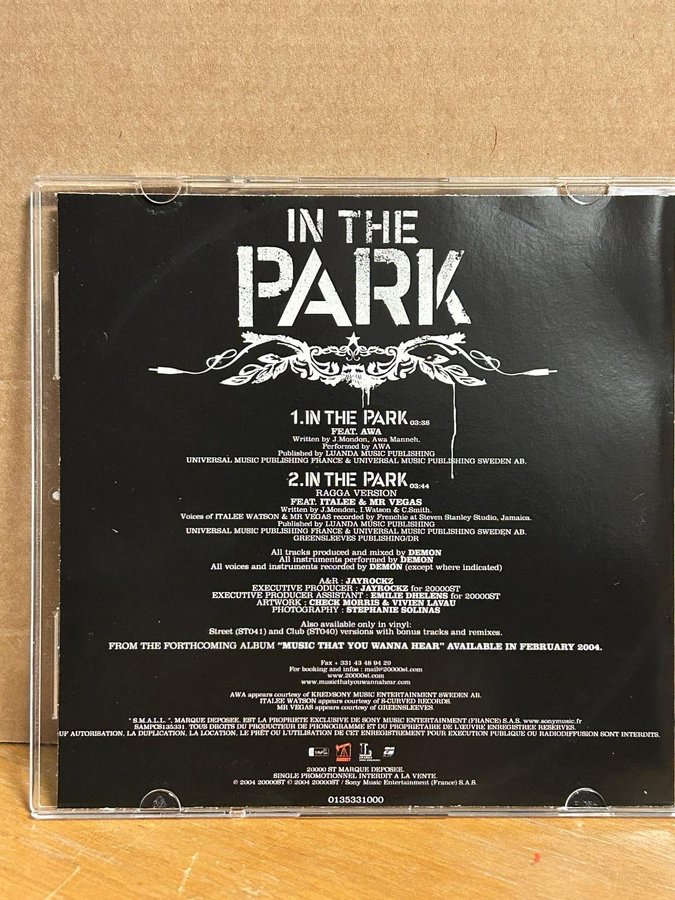 IN THE
PARK
1.IN THE PARK 03:38
FEAT. AWA
Written by J.Mondon, Awa Manneh.
Performed by AWA
Published by LUANDA MUSIC PUBLISHING
UNIVERSAL MUSIC PUBLISHING FRANCE & UNIVERSAL MUSIC PUBLISHING SWEDEN AB.
2.IN THE PARK 03:44
RAGGA VERSION
FEAT. ITALEE & MR VEGAS
Written by J.Mondon, I.Watson & C.Smith.
Voices of ITALEE WATSON & MR VEGAS recorded by Frenchie at Steven Stanley Studio, Jamaica.
Published by LUANDA MUSIC PUBLISHING
UNIVERSAL MUSIC PUBLISHING FRANCE & UNIVERSAL MUSIC PUBLISHING SWEDEN AB.
GREENSLEEVES PUBLISHING/DR
All tracks produced and mixed by DEMON
All instruments performed by DEMON
All voices and instruments recorded by DEMON (except where indicated)
A&R : JAYROCKZ
EXECUTIVE PRODUCER : JAYROCKZ for 20000ST
EXECUTIVE PRODUCER ASSISTANT : EMILIE DHELENS for 20000ST
ARTWORK : CHECK MORRIS & VIVIEN LAVAU
PHOTOGRAPHY : STEPHANIE SOLINAS
Also available only in vinyl:
Street (ST041) and Club (ST040) versions with bonus tracks and remixes.
FROM THE FORTHCOMING ALBUM "MUSIC THAT YOU WANNA HEAR" AVAILABLE IN FEBRUARY 2004.
Fax + 331 43 48 94 29
For booking and infos : mail@20000st.com
www.20000st.com
www.musicthatyouwannahear.com
AWA appears courtesy of KRED/SONY MUSIC ENTERTAINMENT SWEDEN AB.
ITALEE WATSON appears courtesy of S-CURVED RECORDS.
MR VEGAS appears courtesy of GREENSLEEVES.
" S.M.A.L.L. ", MARQUE DEPOSEE, EST LA PROPRIETE EXCLUSIVE DE SONY MUSIC ENTERTAINMENT (FRANCE) S.A.S. www.sonymusic.fr
SAMPCS135331. TOUS DROITS DU PRODUCTEUR DE PHONOGRAMME ET DU PROPRIETAIRE DE L'ŒUVRE ENREGISTREE RESERVES.
UF AUTORISATION, LA DUPLICATION, LA LOCATION, LE PRÊT OU L'UTILISATION DE CET ENREGISTREMENT POUR EXECUTION PUBLIQUE OU RADIODIFFUSION SONT INTERDITS.
20000 ST MARQUE DEPOSEE.
SINGLE PROMOTIONNEL INTERDIT A LA VENTE.
℗ 2004 20000ST © 2004 20000ST / Sony Music Entertainment (France) S.A.S.
0135331000